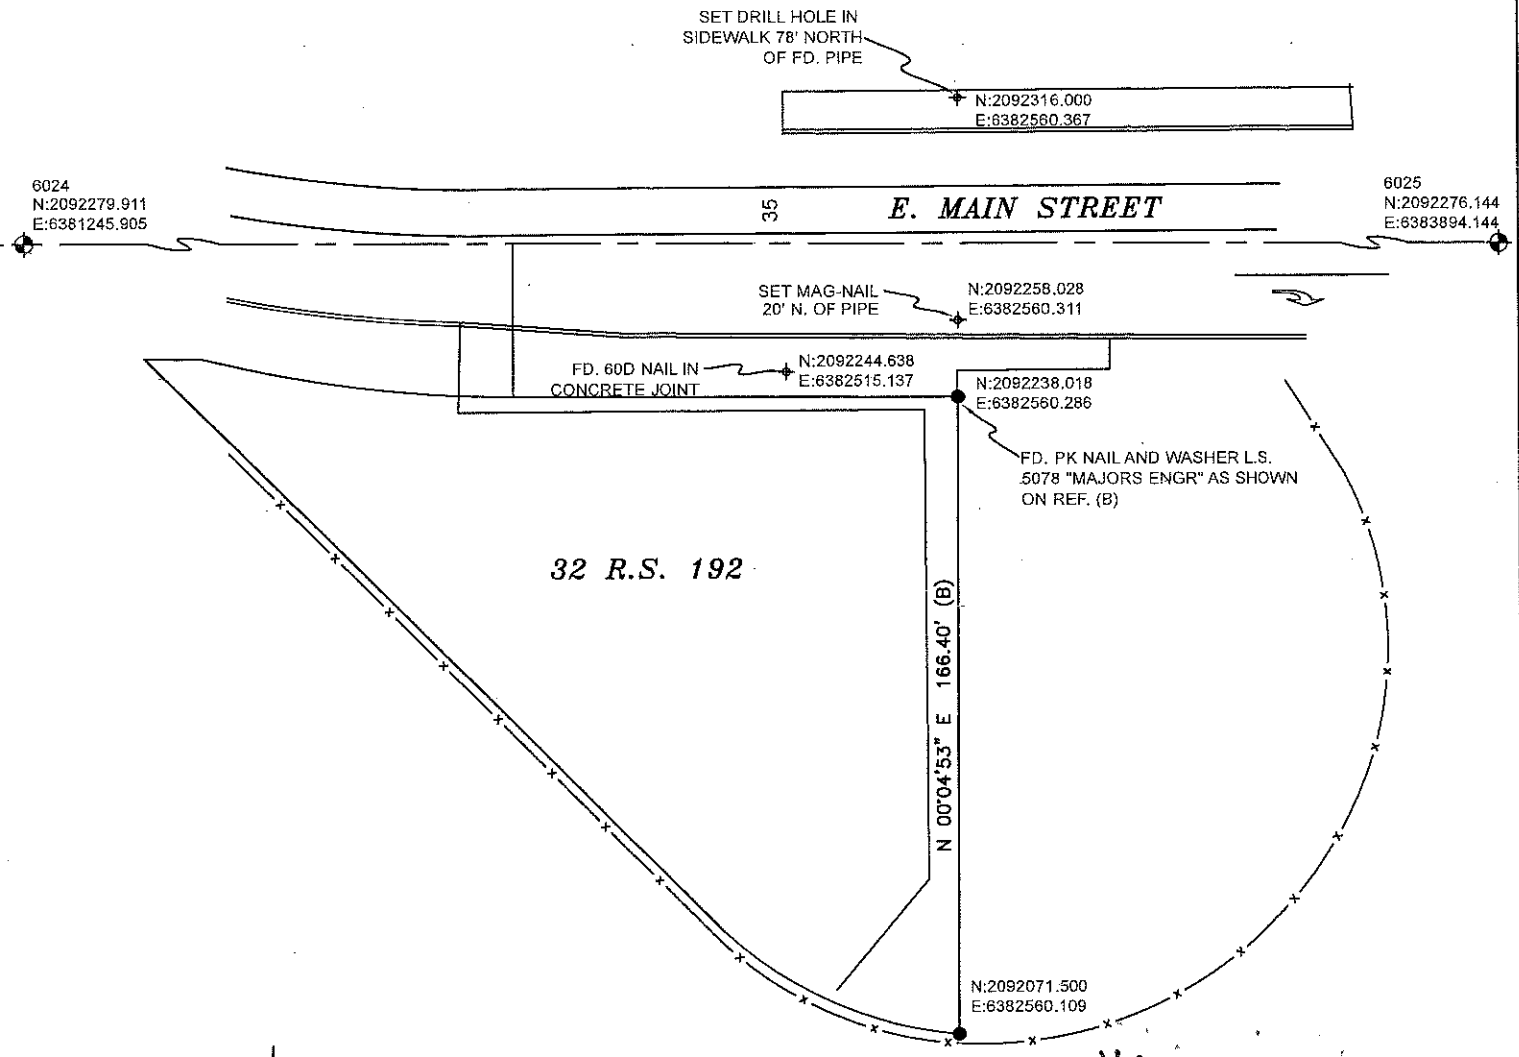 SET DRILL HOLE IN
SIDEWALK 78' NORTH
OF FD. PIPE
N:2092316.000
E:6382560.367
6024
N:2092279.911
E:6381245.905
35
E. MAIN STREET
6025
N:2092276.144
E:6383894.144
SET MAG-NAIL
20' N. OF PIPE
N:2092258.028
E:6382560.311
FD. 60D NAIL IN
CONCRETE JOINT
N:2092244.638
E:6382515.137
N:2092238.018
E:6382560.286
FD. PK NAIL AND WASHER L.S.
5078 "MAJORS ENGR" AS SHOWN
ON REF. (B)
32 R.S. 192
N 00°04'53" E 166.40' (B)
N:2092071.500
E:6382560.109